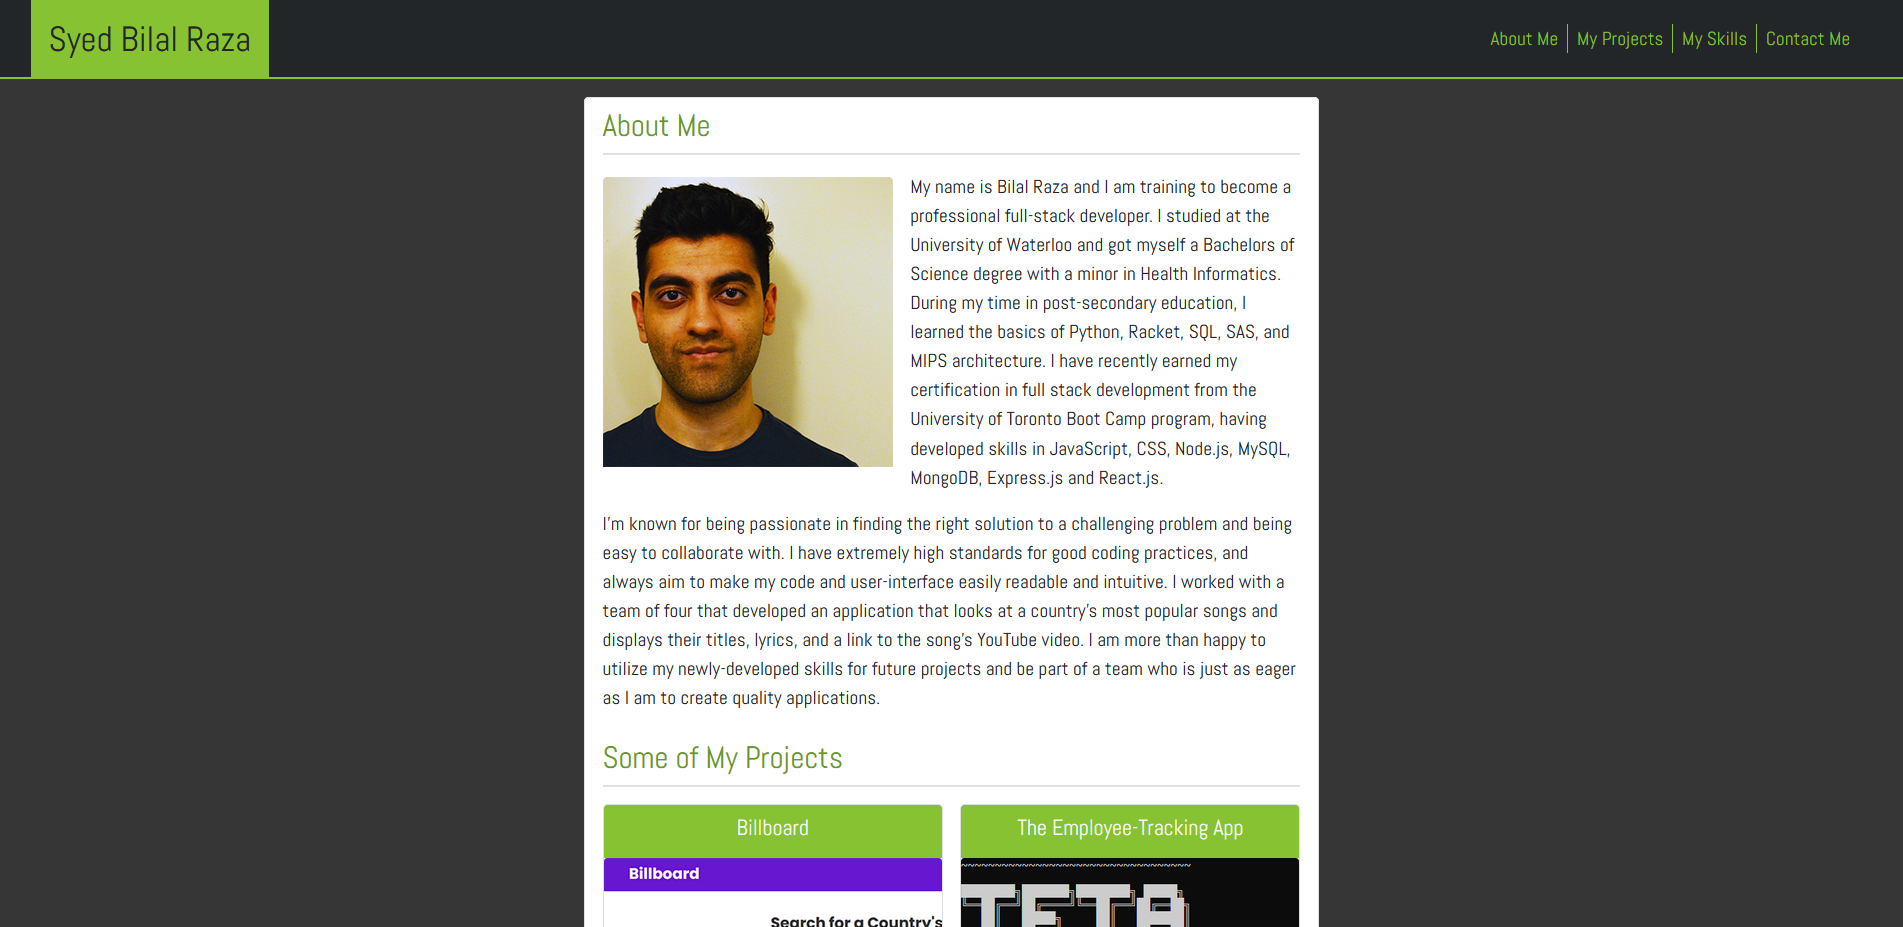 Syed Bilal Raza
About Me
My Projects
My Skills
Contact Me
About Me
My name is Bilal Raza and I am training to become a
professional full-stack developer. I studied at the
University of Waterloo and got myself a Bachelors of
Science degree with a minor in Health Informatics.
During my time in post-secondary education, I
learned the basics of Python, Racket, SQL, SAS, and
MIPS architecture. I have recently earned my
certification in full stack development from the
University of Toronto Boot Camp program, having
developed skills in JavaScript, CSS, Node.js, MySQL,
MongoDB, Express.js and React.js.
I'm known for being passionate in finding the right solution to a challenging problem and being
easy to collaborate with. I have extremely high standards for good coding practices, and
always aim to make my code and user-interface easily readable and intuitive. I worked with a
team of four that developed an application that looks at a country's most popular songs and
displays their titles, lyrics, and a link to the song's YouTube video. I am more than happy to
utilize my newly-developed skills for future projects and be part of a team who is just as eager
as I am to create quality applications.
Some of My Projects
Billboard
The Employee-Tracking App
Billboard
Search for a Country's
TETA